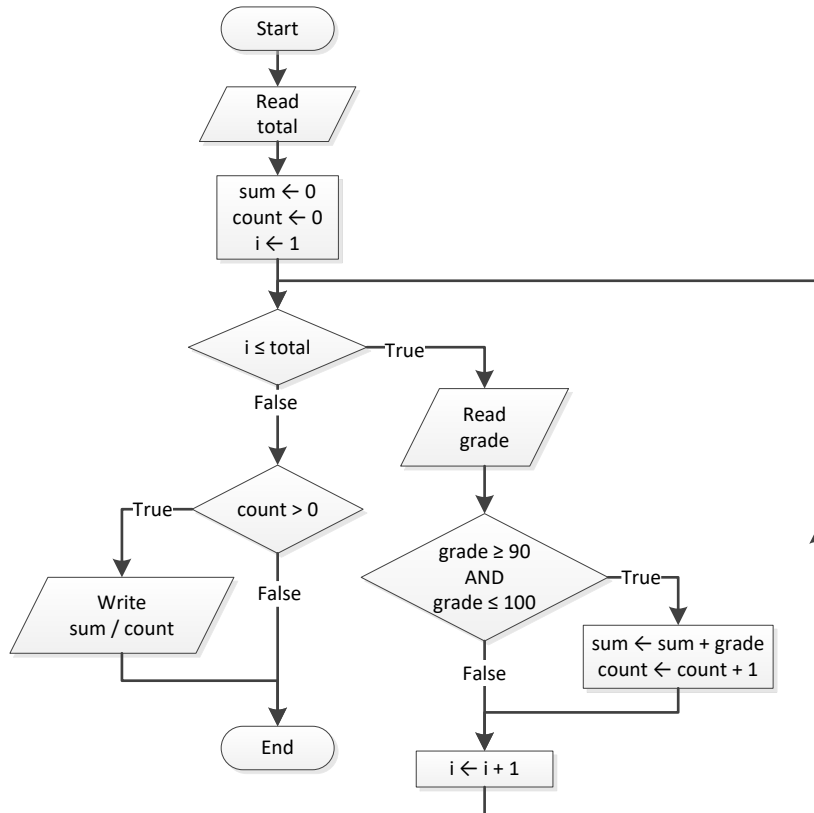 Start
Read
total
sum ← 0
count ← 0
i ← 1
i ≤ total
True
False
Read
grade
count > 0
True
False
Write
sum / count
End
grade ≥ 90
AND
grade ≤ 100
True
False
sum ← sum + grade
count ← count + 1
i ← i + 1